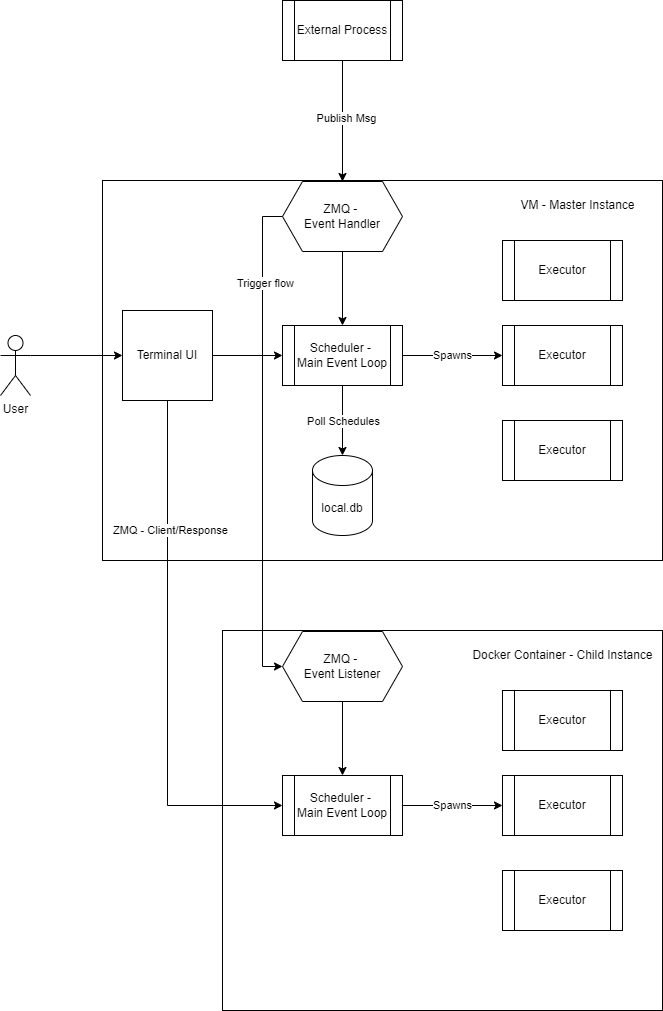 External Process
Publish Msg
ZMQ -
Event Handler
VM - Master Instance
Executor
Trigger flow
Terminal UI
Scheduler -
Main Event Loop
Spawns
Executor
User
Poll Schedules
Executor
local.db
ZMQ - Client/Response
ZMQ -
Event Listener
Docker Container - Child Instance
Executor
Scheduler -
Main Event Loop
Spawns
Executor
Executor